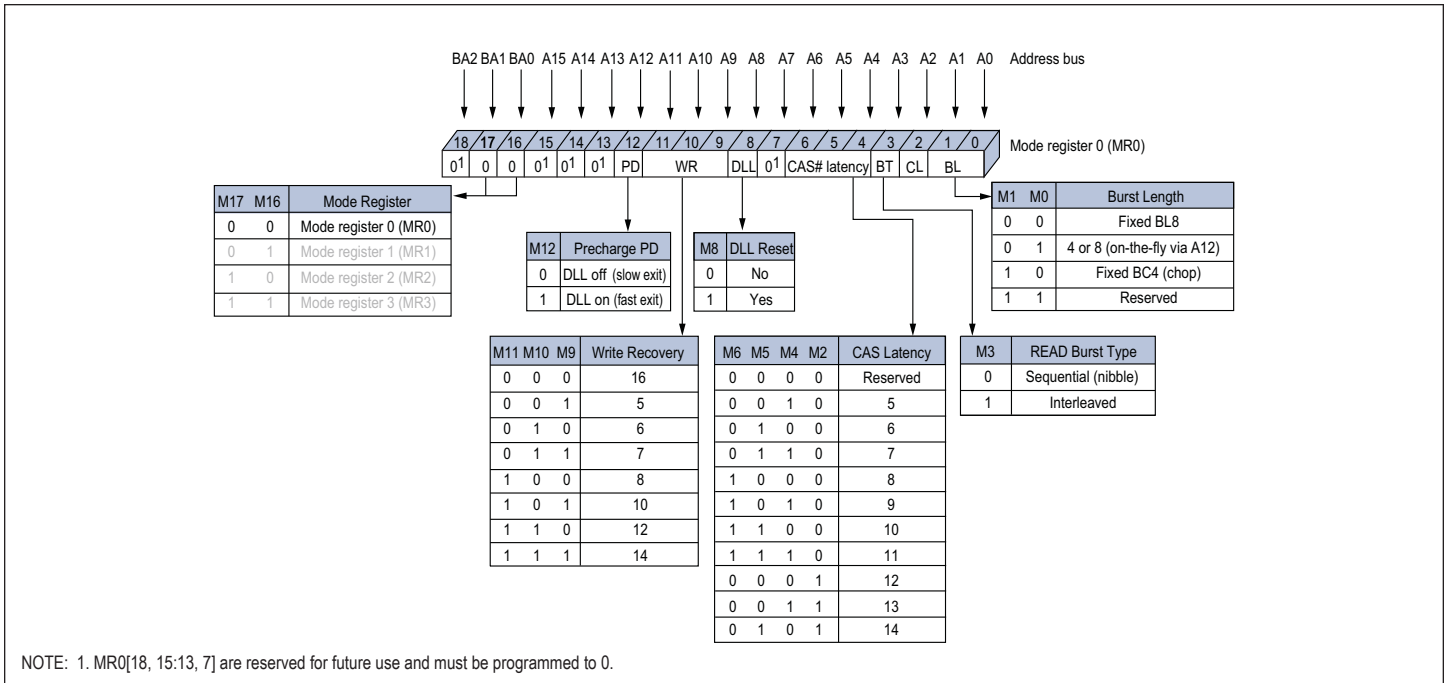 BA2 BA1 BA0 A15 A14 A13 A12 A11 A10 A9 A8 A7 A6 A5 A4 A3 A2 A1 A0 Address bus
18 17 16 15 14 13 12 11 10 9 8 7 6 5 4 3 2 1 0 Mode register 0 (MR0)
0¹ 0 0 0¹ 0¹ 0¹ PD WR DLL 0¹ CAS# latency BT CL BL
M17 M16 Mode Register
0 0 Mode register 0 (MR0)
0 1 Mode register 1 (MR1)
1 0 Mode register 2 (MR2)
1 1 Mode register 3 (MR3)
M12 Precharge PD
0 DLL off (slow exit)
1 DLL on (fast exit)
M8 DLL Reset
0 No
1 Yes
M1 M0 Burst Length
0 0 Fixed BL8
0 1 4 or 8 (on-the-fly via A12)
1 0 Fixed BC4 (chop)
1 1 Reserved
M11 M10 M9 Write Recovery
0 0 0 16
0 0 1 5
0 1 0 6
0 1 1 7
1 0 0 8
1 0 1 10
1 1 0 12
1 1 1 14
M6 M5 M4 M2 CAS Latency
0 0 0 0 Reserved
0 0 1 0 5
0 1 0 0 6
0 1 1 0 7
1 0 0 0 8
1 0 1 0 9
1 1 0 0 10
1 1 1 0 11
0 0 0 1 12
0 0 1 1 13
0 1 0 1 14
M3 READ Burst Type
0 Sequential (nibble)
1 Interleaved
NOTE: 1. MR0[18, 15:13, 7] are reserved for future use and must be programmed to 0.